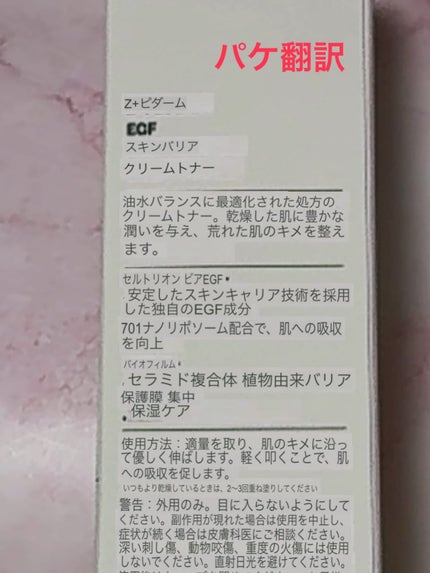 パケ翻訳
Z+ピダーム
EGF
スキンバリア
クリームトナー
油水バランスに最適化された処方の
クリームトナー。乾燥した肌に豊かな
潤いを与え、荒れた肌のキメを整え
ます。
セルトリオン ピアEGF•
安定したスキンキャリア技術を採用
した独自のEGF成分
701ナノリポソーム配合で、肌への吸収
を向上
バイオフィルム•
セラミド複合体 植物由来バリア
保護膜 集中
•保湿ケア
使用方法：適量を取り、肌のキメに沿っ
て優しく伸ばします。軽く叩くことで、肌
への吸収を促します。
いつもより乾燥しているときは、2~3回重ね塗りしてください
警告：外用のみ。目に入らないようにして
ください。副作用が現れた場合は使用を中止し、
症状が続く場合は皮膚科医にご相談ください。
深い刺し傷、動物咬傷、重度の火傷には使用
しないでください。直射日光を避けてください。